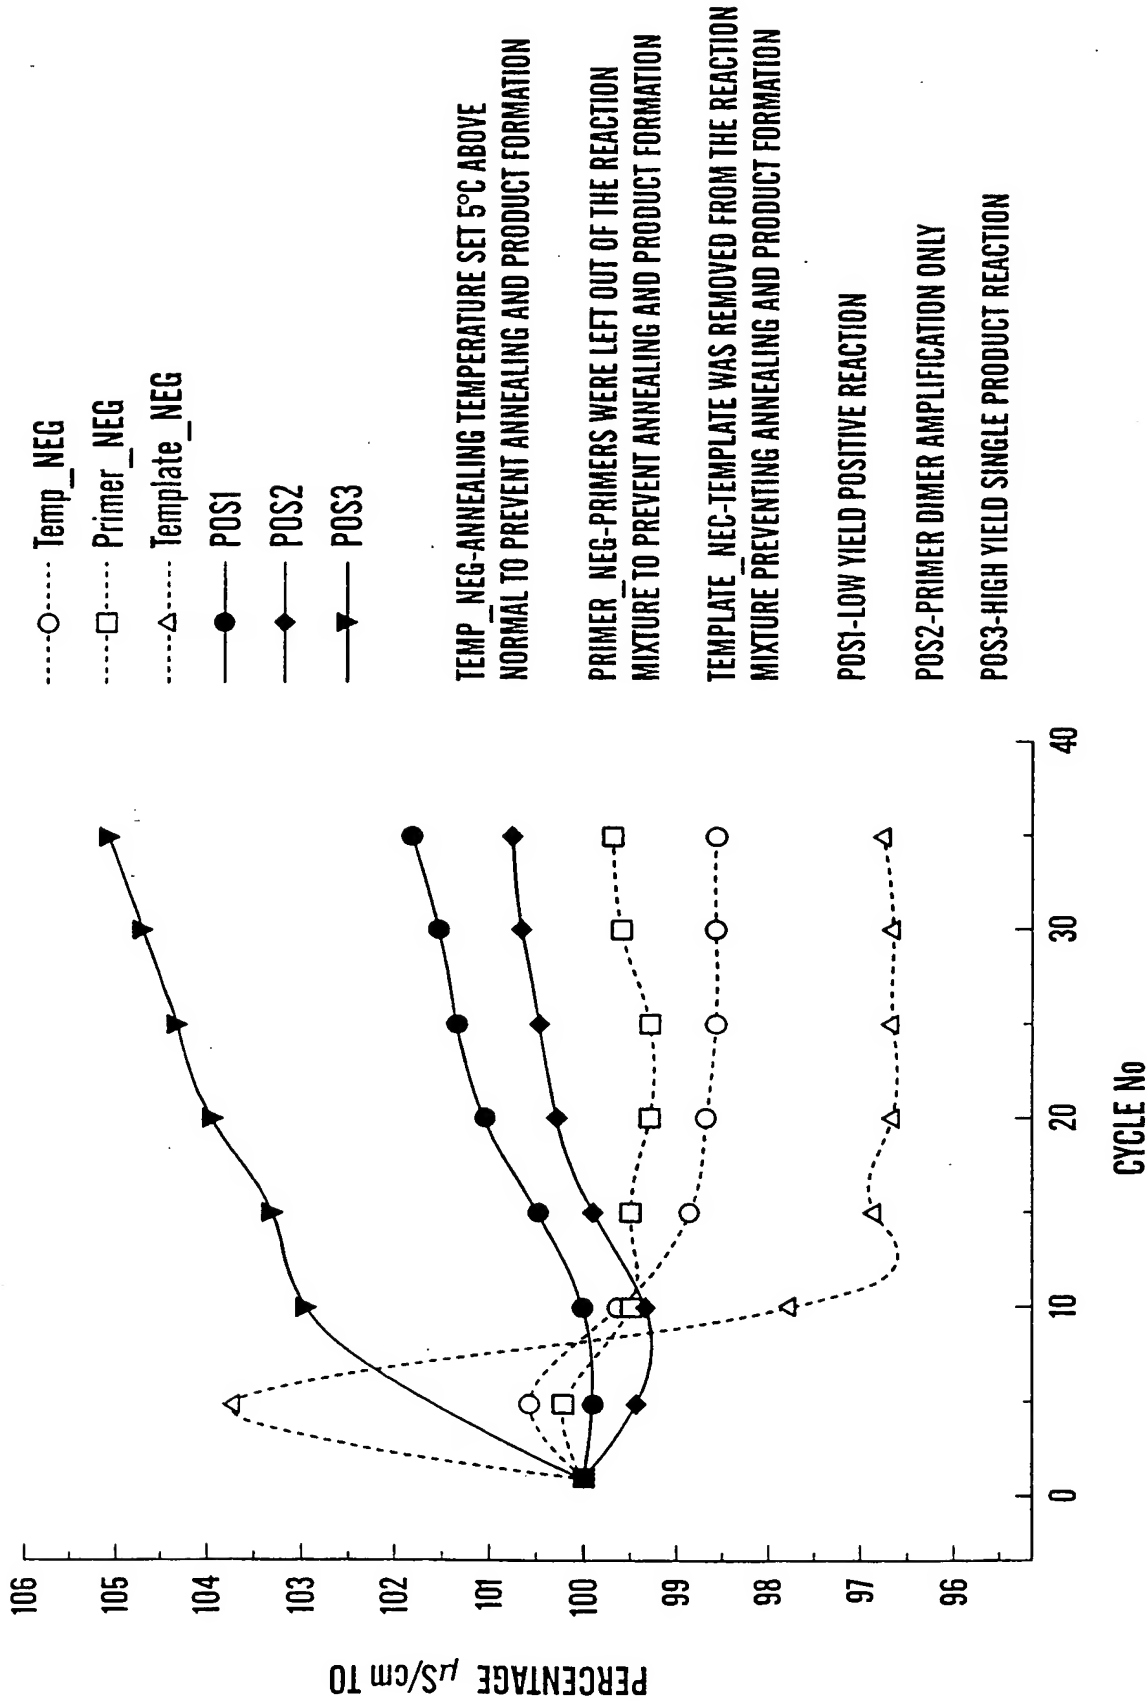 Temp_NEG
Primer_NEG
Template_NEG
POS1
POS2
POS3
TEMP_NEG-ANNEALING TEMPERATURE SET 5°C ABOVE
NORMAL TO PREVENT ANNEALING AND PRODUCT FORMATION
PRIMER_NEG-PRIMERS WERE LEFT OUT OF THE REACTION
MIXTURE TO PREVENT ANNEALING AND PRODUCT FORMATION
TEMPLATE_NEC-TEMPLATE WAS REMOVED FROM THE REACTION
MIXTURE PREVENTING ANNEALING AND PRODUCT FORMATION
POS1-LOW YIELD POSITIVE REACTION
POS2-PRIMER DIMER AMPLIFICATION ONLY
POS3-HIGH YIELD SINGLE PRODUCT REACTION
PERCENTAGE µS/cm TO
106
105
104
103
102
101
100
99
98
97
96
0
10
20
30
40
CYCLE No